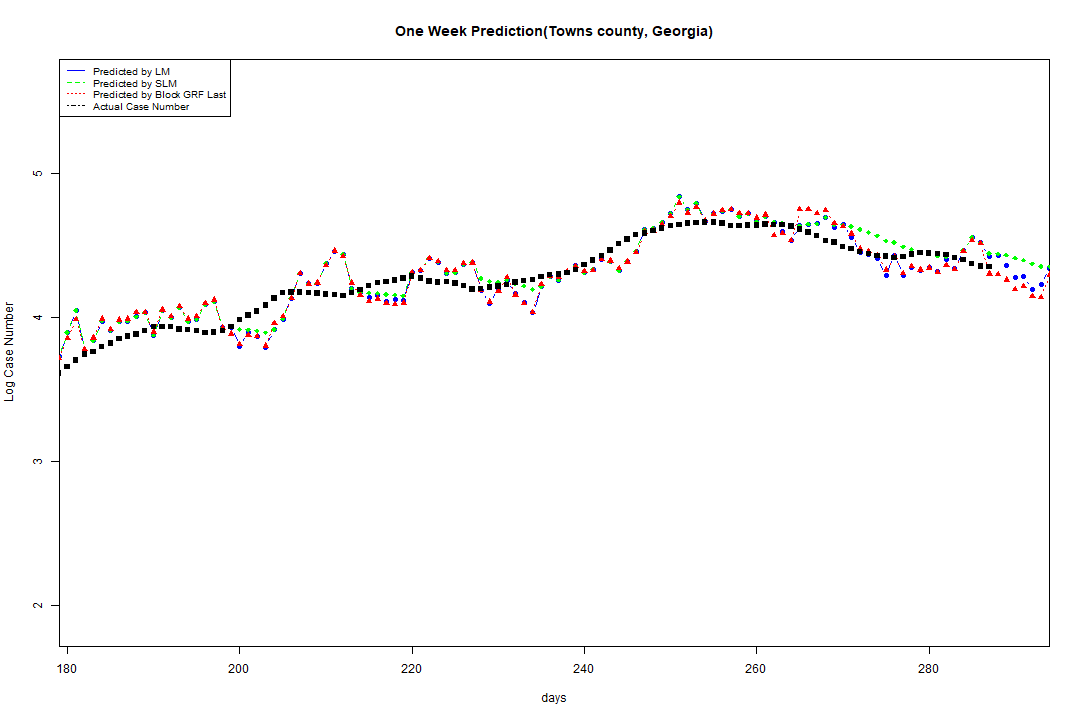 One Week Prediction(Towns county, Georgia)
Predicted by LM
Predicted by SLM
Predicted by Block GRF Last
Actual Case Number
5
4
3
2
Log Case Number
180 200 220 240 260 280
days